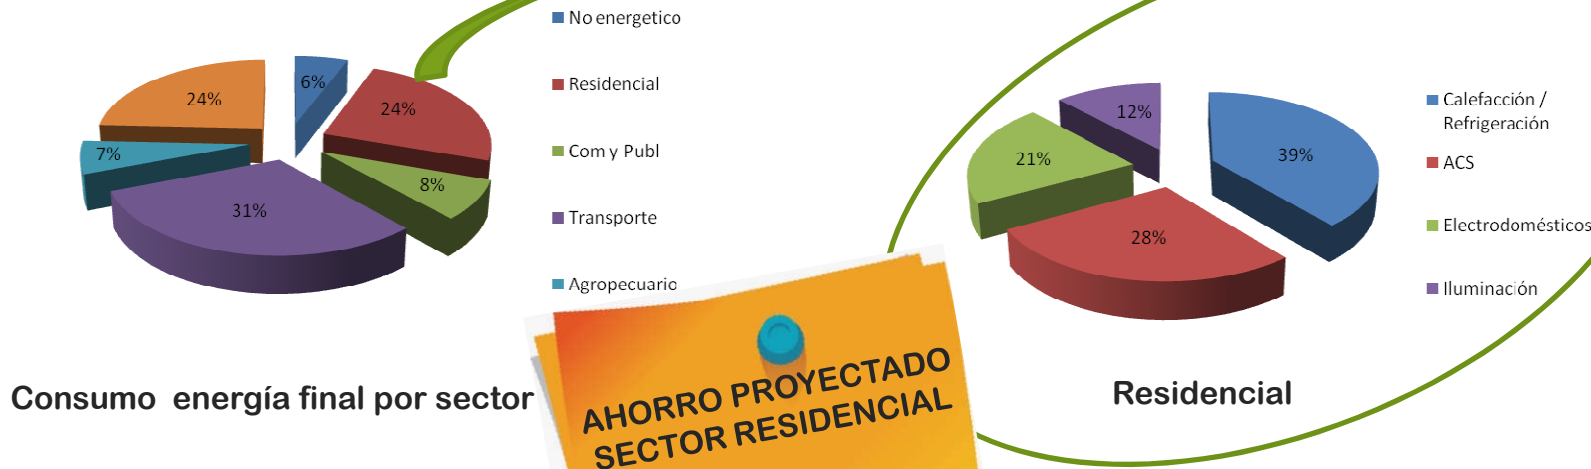 6%
24%
8%
31%
7%
24%
No energetico
Residencial
Com y Publ
Transporte
Agropecuario
Consumo energía final por sector
AHORRO PROYECTADO
SECTOR RESIDENCIAL
39%
28%
21%
12%
Calefacción /
Refrigeración
ACS
Electrodomésticos
Iluminación
Residencial